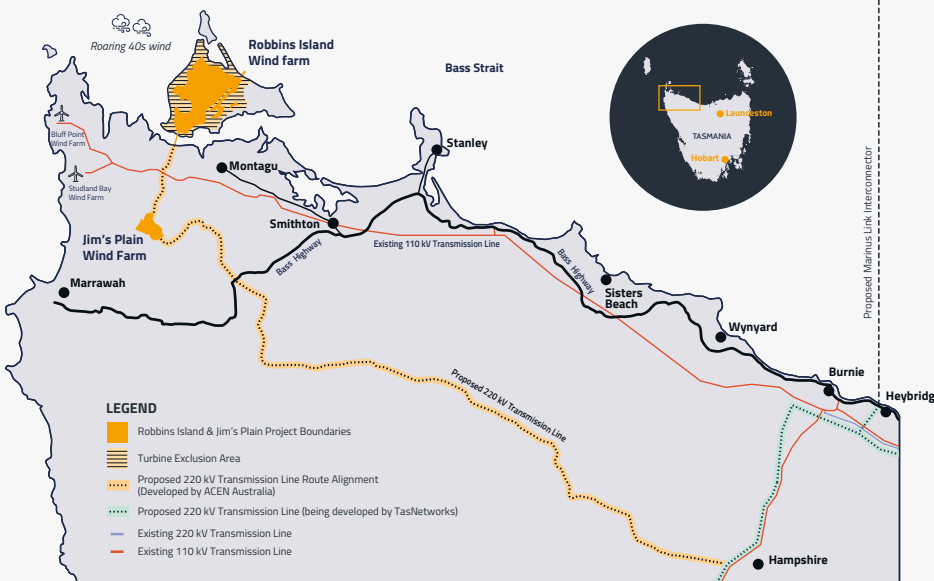 Roaring 40s wind
Robbins Island
Wind farm
Bass Strait
Launceston
TASMANIA
Hobart
Bluff Point
Wind Farm
Studland Bay
Wind Farm
Montagu
Stanley
Smithton
Existing 110 kV Transmission Line
Bass Highway
Bass Highway
Jim's Plain
Wind Farm
Marrawah
Sisters
Beach
Wynyard
Burnie
Heybridg
Proposed Marinus Link Interconnector
Proposed 220 kV Transmission Line
Hampshire
LEGEND
Robbins Island & Jim's Plain Project Boundaries
Turbine Exclusion Area
Proposed 220 kV Transmission Line Route Alignment
(Developed by ACEN Australia)
Proposed 220 kV Transmission Line (being developed by TasNetworks)
Existing 220 kV Transmission Line
Existing 110 kV Transmission Line